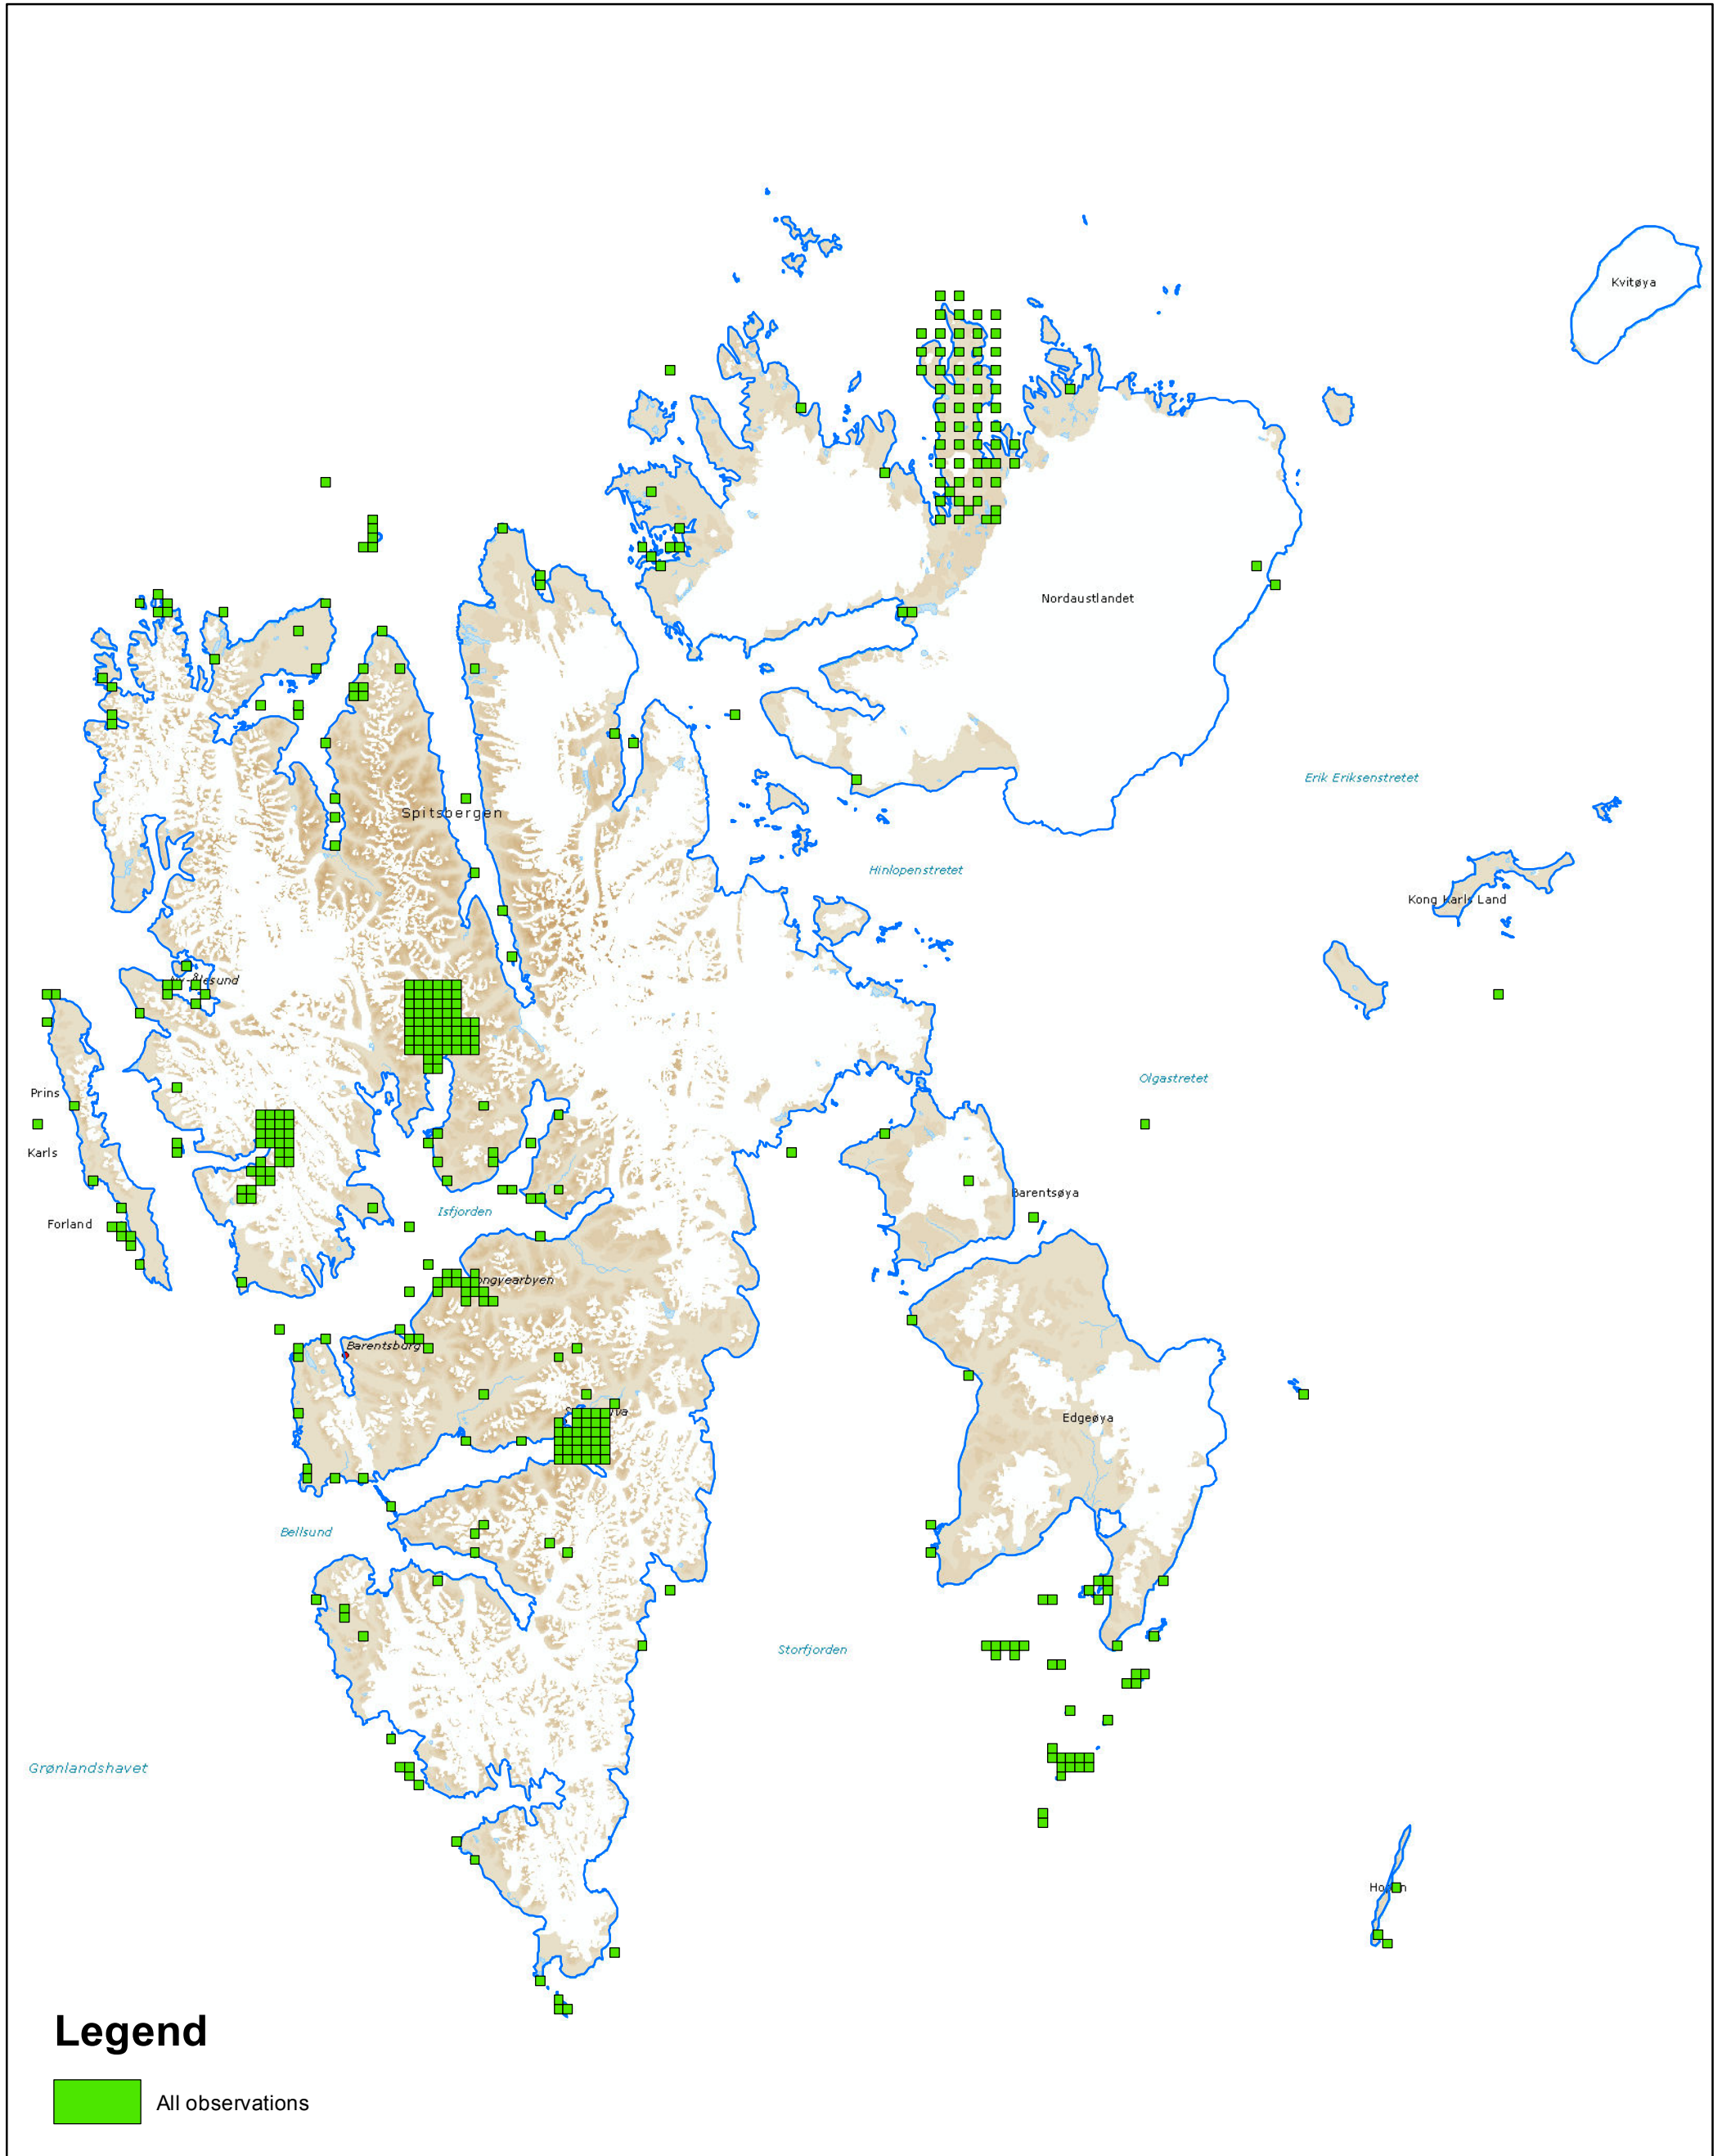 Kvitøya
Nordaustlandet
Erik Eriksenstretet
Spitsbergen
Hinlopenstretet
Kong Karls Land
Olgastretet
Prins
Karls
Barentsøya
Isfjorden
Forland
Barentsburg
Edgeøya
Bellsund
Storfjorden
Grønlandshavet
Legend
All observations